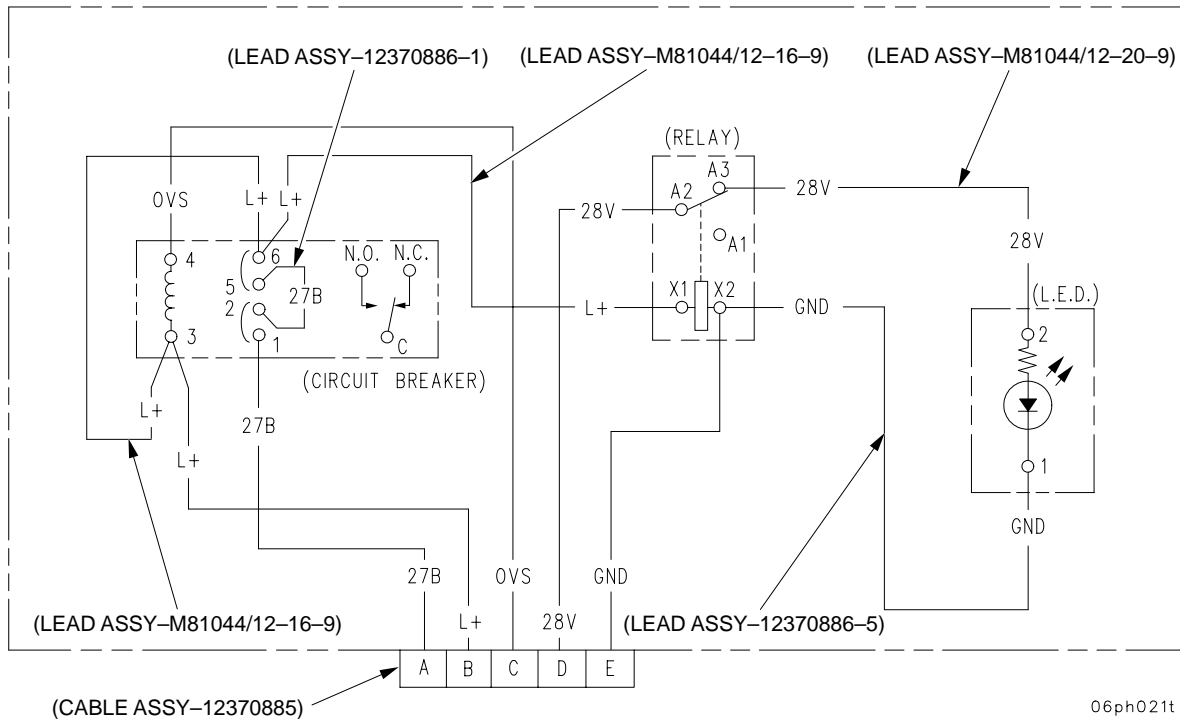 (LEAD ASSY–12370886–1)
(LEAD ASSY–M81044/12–16–9)
(LEAD ASSY–M81044/12–20–9)
(RELAY)
A3
A2
28V
28V
A1
OVS
L+
L+
28V
4
6
N.O.
N.C.
5
27B
2
3
1
C
(CIRCUIT BREAKER)
X1
X2
L+
GND
(L.E.D.)
2
L+
27B
L+
1
GND
27B
OVS
GND
L+
28V
(LEAD ASSY–M81044/12–16–9)
(LEAD ASSY–12370886–5)
A
B
C
D
E
(CABLE ASSY–12370885)
06ph021t